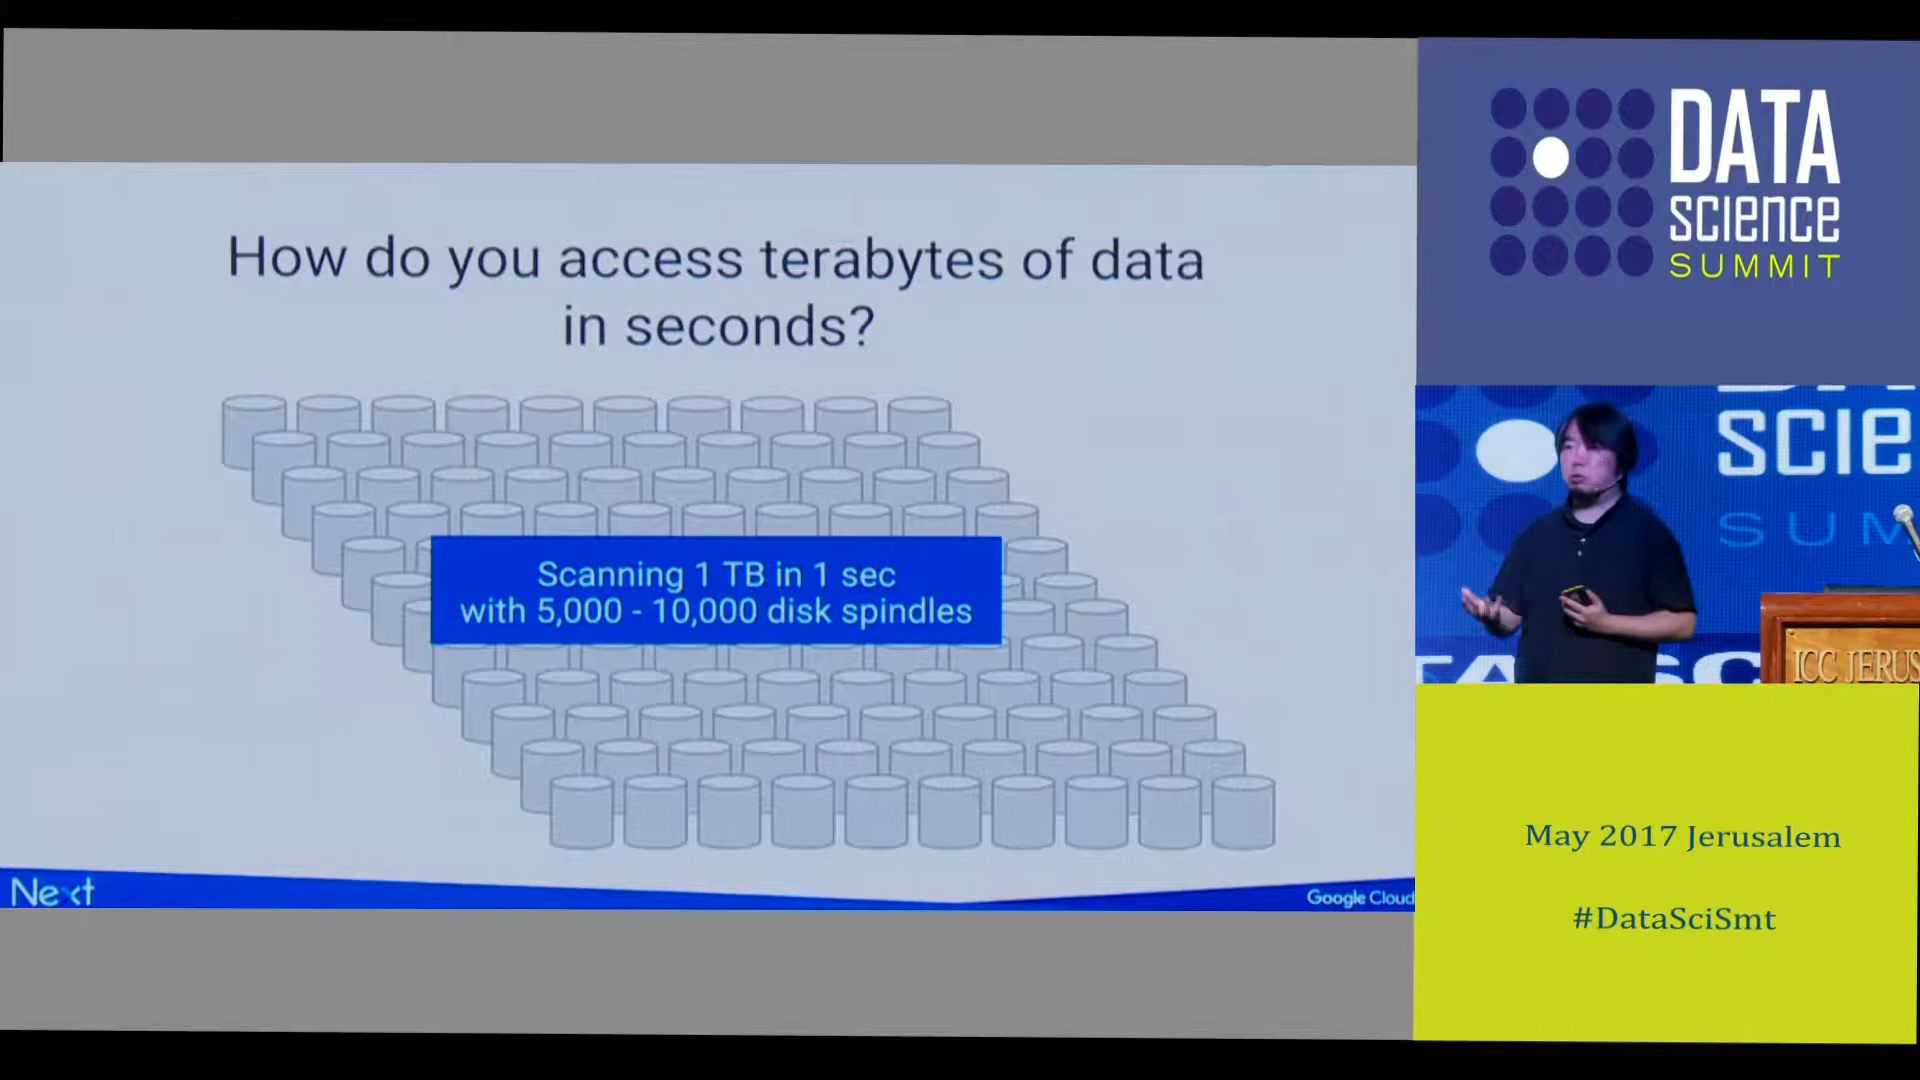 How do you access terabytes of data
in seconds?
Scanning 1 TB in 1 sec
with 5,000 - 10,000 disk spindles
Next
Google Cloud
DATA
SCIENCE
SUMMIT
SCIE
SUM
ICC JERUS
May 2017 Jerusalem
#DataSciSmt